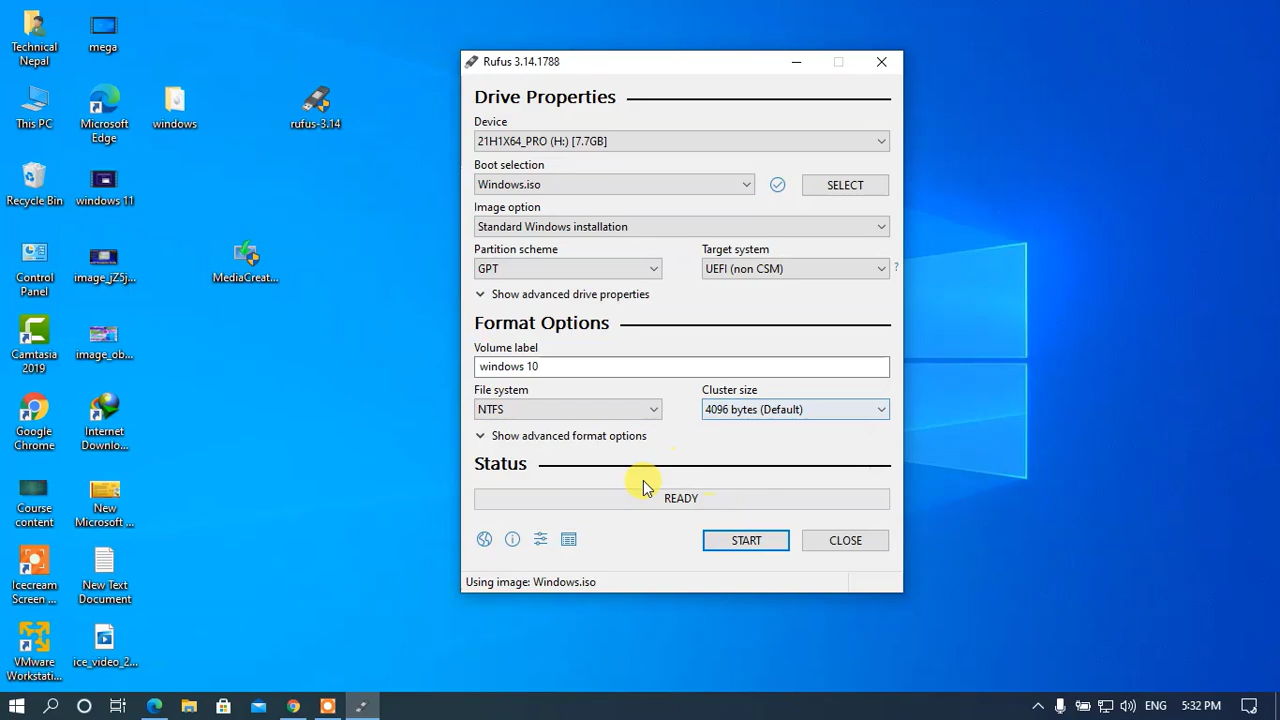 Technical
Nepal
mega
This PC
Microsoft
Edge
windows
rufus-3.14
Recycle Bin
windows 11
Control
Panel
image_jZ5j...
MediaCreat...
Camtasia
2019
image_ob...
Google
Chrome
Internet
Downlo...
Course
content
New
Microsoft ...
Icecream
Screen ...
New Text
Document
VMware
Workstati...
ice_video_2...
Rufus 3.14.1788
Drive Properties
Device
21H1X64_PRO (H:) [7.7GB]
Boot selection
Windows.iso
SELECT
Image option
Standard Windows installation
Partition scheme
Target system
GPT
UEFI (non CSM)
?
Show advanced drive properties
Format Options
Volume label
windows 10
File system
Cluster size
NTFS
4096 bytes (Default)
Show advanced format options
Status
READY
START
CLOSE
Using image: Windows.iso
ENG
5:32 PM